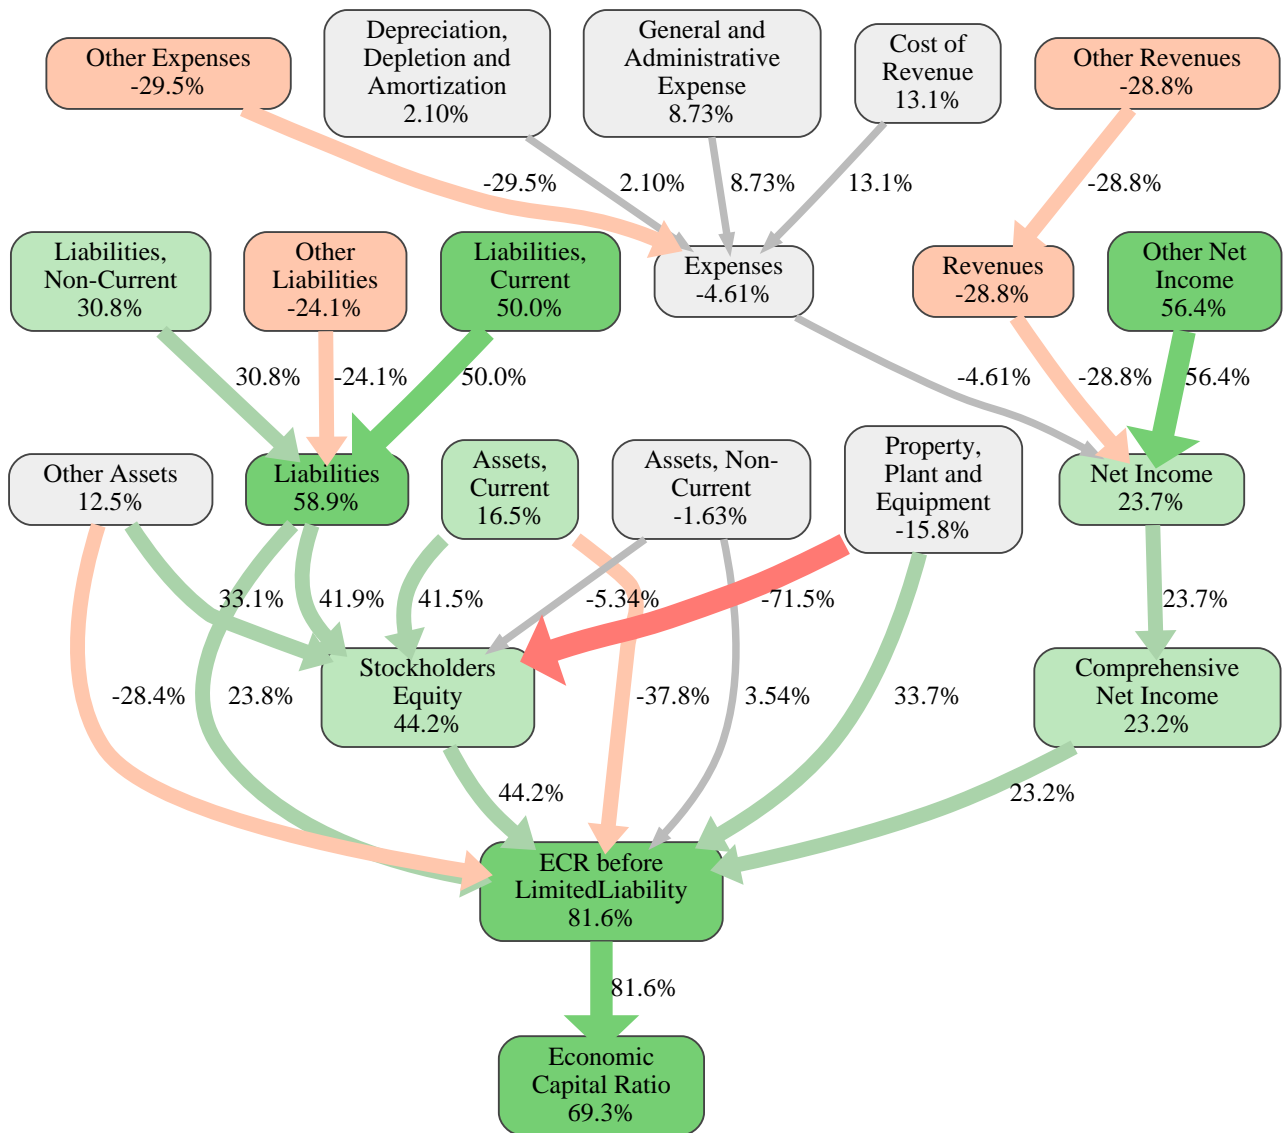 Other Expenses
-29.5%
Depreciation,
Depletion and
Amortization
2.10%
General and
Administrative
Expense
8.73%
Cost of
Revenue
13.1%
Other Revenues
-28.8%
-29.5%
2.10%
8.73%
13.1%
-28.8%
Liabilities,
Non-Current
30.8%
Other
Liabilities
-24.1%
Liabilities,
Current
50.0%
Expenses
-4.61%
Revenues
-28.8%
Other Net
Income
56.4%
30.8%
-24.1%
50.0%
-4.61%
-28.8%
56.4%
Other Assets
12.5%
Liabilities
58.9%
Assets,
Current
16.5%
Assets, Non-
Current
-1.63%
Property,
Plant and
Equipment
-15.8%
Net Income
23.7%
33.1%
41.9%
41.5%
-5.34%
-71.5%
23.7%
-28.4%
23.8%
Stockholders
Equity
44.2%
-37.8%
3.54%
33.7%
Comprehensive
Net Income
23.2%
44.2%
23.2%
ECR before
LimitedLiability
81.6%
81.6%
Economic
Capital Ratio
69.3%